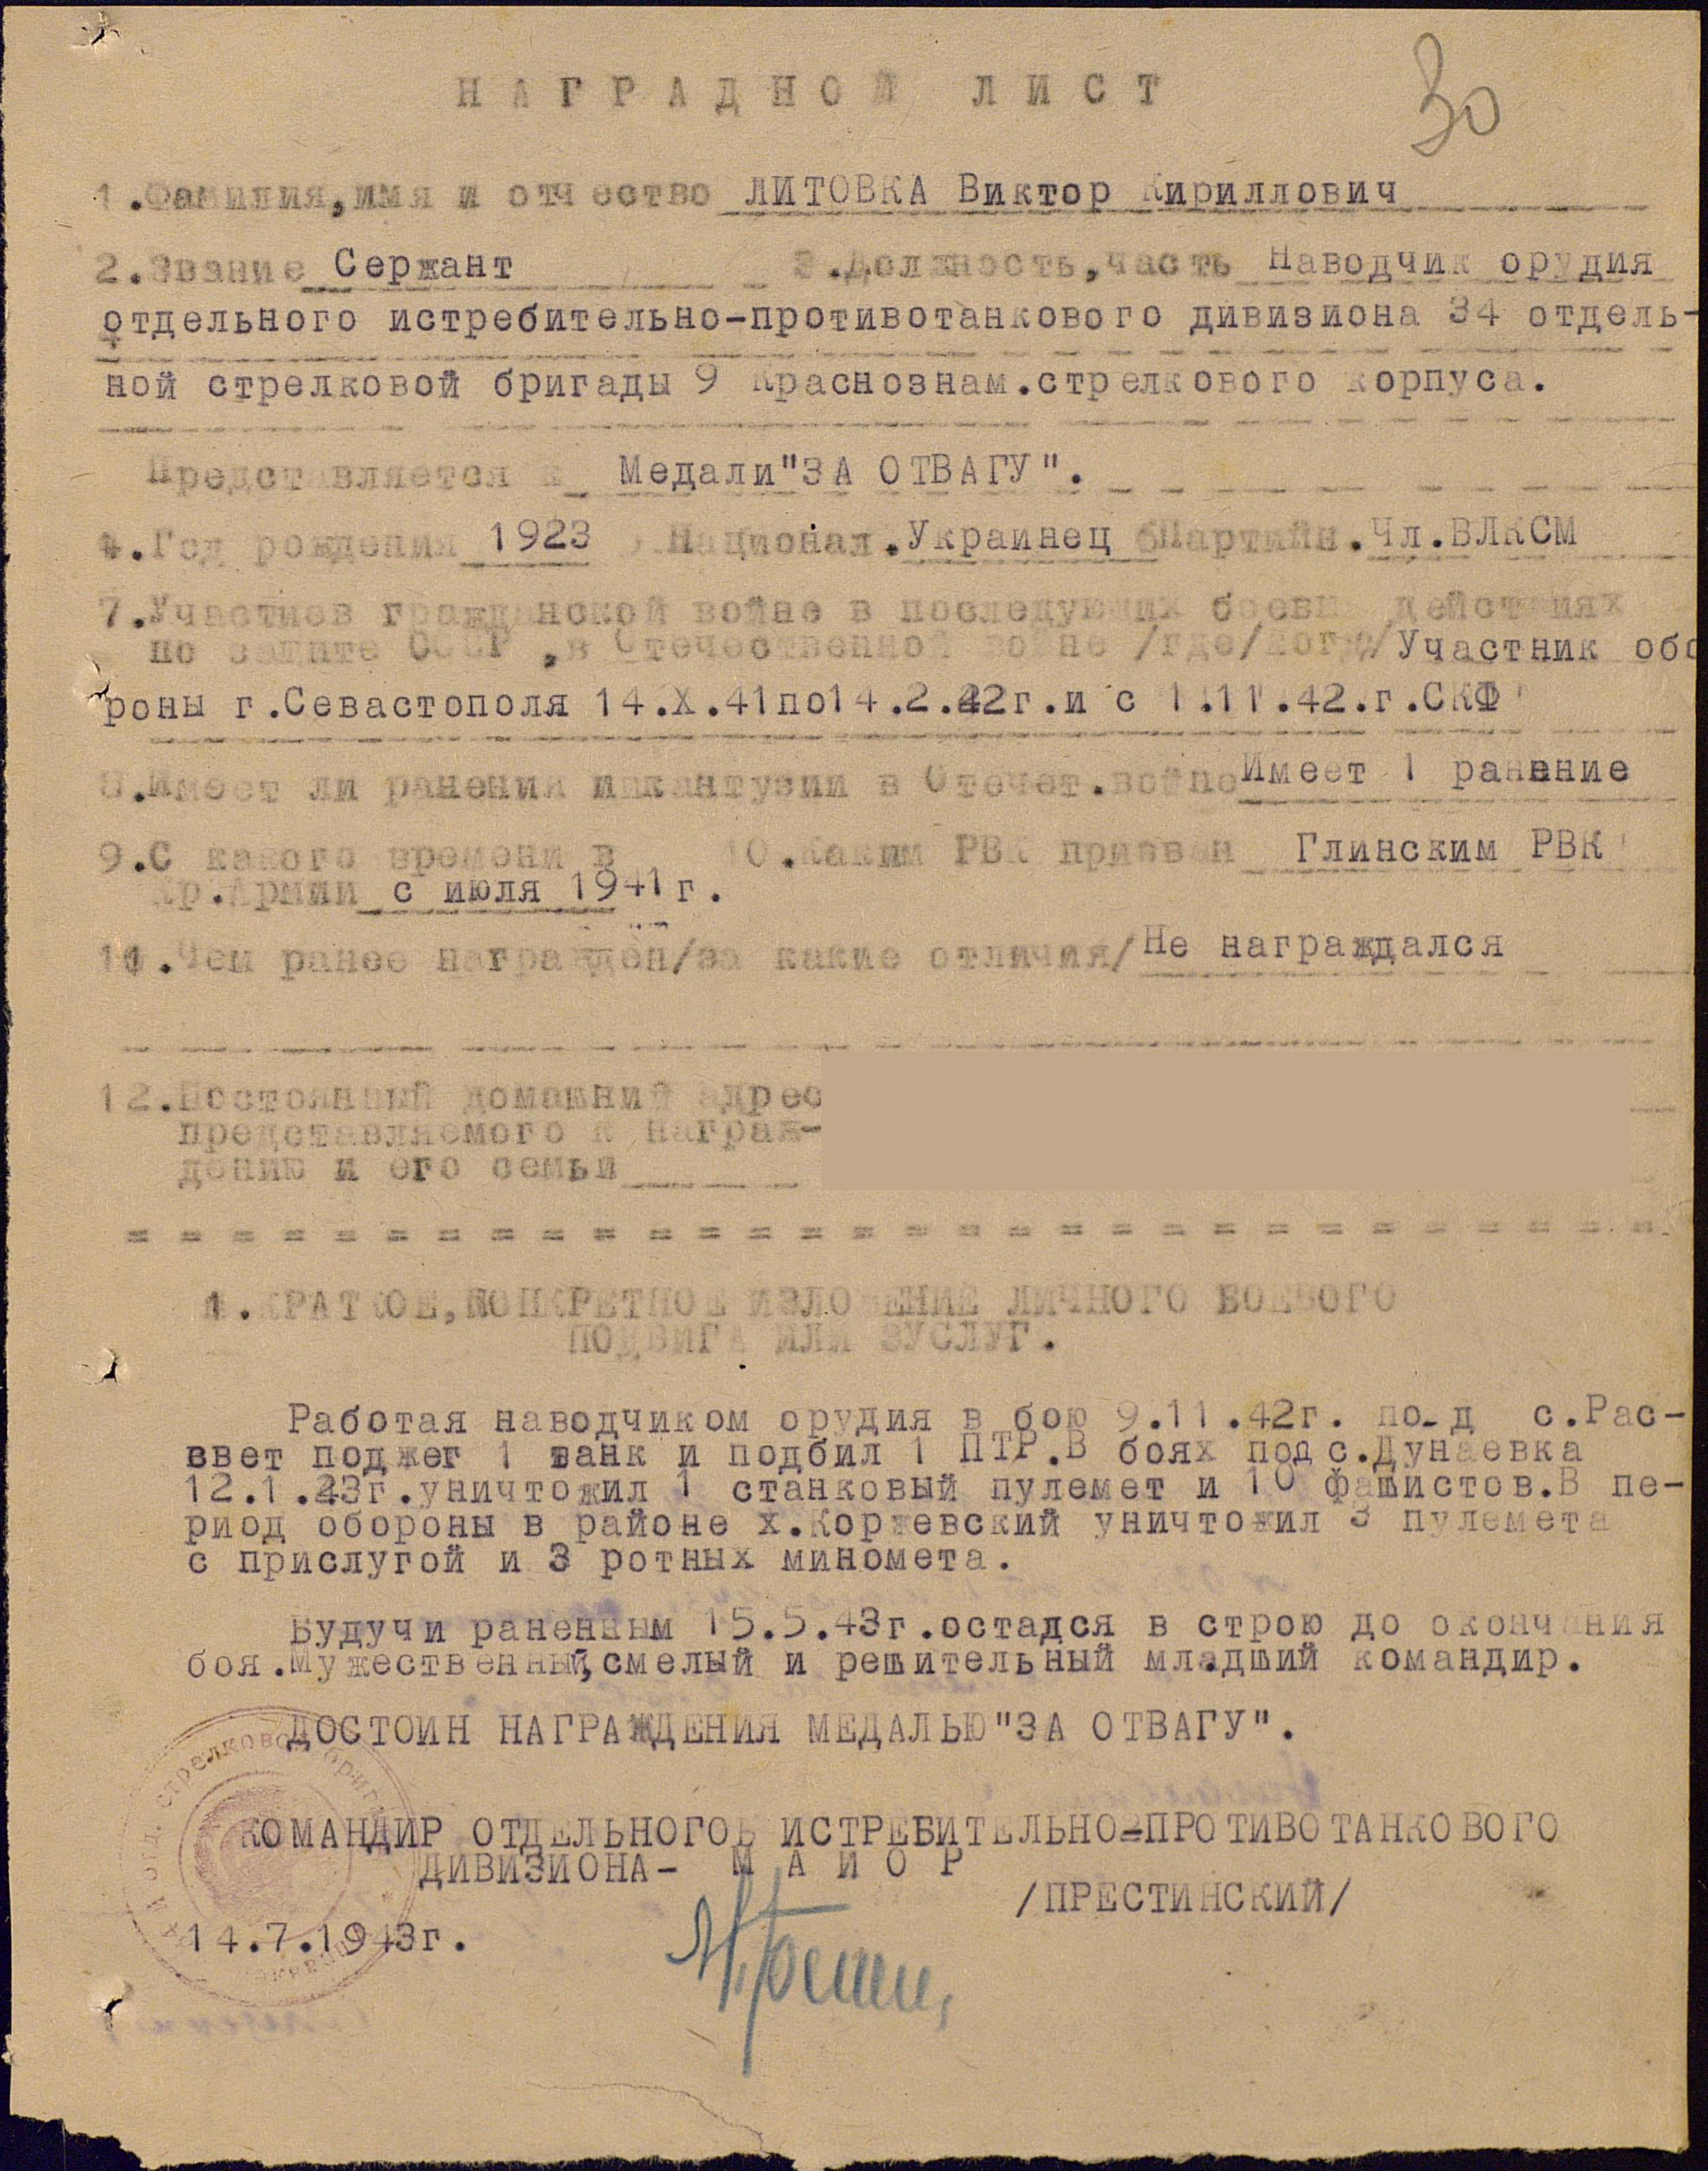 НАГРАДНОЙ ЛИСТ
30
1.Фамилия,имя и отчество ЛИТОВКА Виктор Кириллович
2.Звание Сержант 3.Должность,часть Наводчик орудия
отдельного истребительно-противотанкового дивизиона 34 отдель-
ной стрелковой бригады 9 Краснознам.стрелкового корпуса.
Представляется к Медали"ЗА ОТВАГУ".
4.Год рождения 1923 Национал.Украинец 6Партийн.Чл.ВЛКСМ
7.Участиев гражданской войне в последующих боевых действиях
по защите СССР ,в Отечественной войне /где/когда/Участник обо
роны г.Севастополя 14.X.41по14.2.42г.и с 1.11.42.г.СКФ
8.Имеет ли ранения иикантузии в Отечет.войне Имеет 1 ранение
9.С какого времени в 10.Каким РВК призван Глинским РВК
Кр.Армии с июля 1941г.
11.Чем ранее награжден/за какие отличия/Не награждался
12.Постоянный домашний адрес
представляемого к награж-
дению и его семьи
1.КРАТКОЕ,КОНКРЕТНОЕ ИЗЛОЖЕНИЕ ЛИЧНОГО БОЕВОГО
ПОДВИГА ИЛИ ЗУСЛУГ.
Работая наводчиком орудия в бою 9.11.42г. по-д с.Рас-
свет поджег 1 танк и подбил 1 ПТР.В боях под с.Дунаевка
12.1.43г.уничтожил 1 станковый пулемет и 10 фашистов.В пе-
риод обороны в районе х.Коржевский уничтожил 3 пулемета
с прислугой и 3 ротных миномета.
Будучи раненным 15.5.43г.остался в строю до окончания
боя.Мужественный,смелый и решительный младший командир.
ДОСТОИН НАГРАЖДЕНИЯ МЕДАЛЬЮ"ЗА ОТВАГУ".
КОМАНДИР ОТДЕЛЬНОГО ИСТРЕБИТЕЛЬНО-ПРОТИВОТАНКОВОГО
ДИВИЗИОНА- МАЙОР
/ПРЕСТИНСКИЙ/
14.7.1943г.